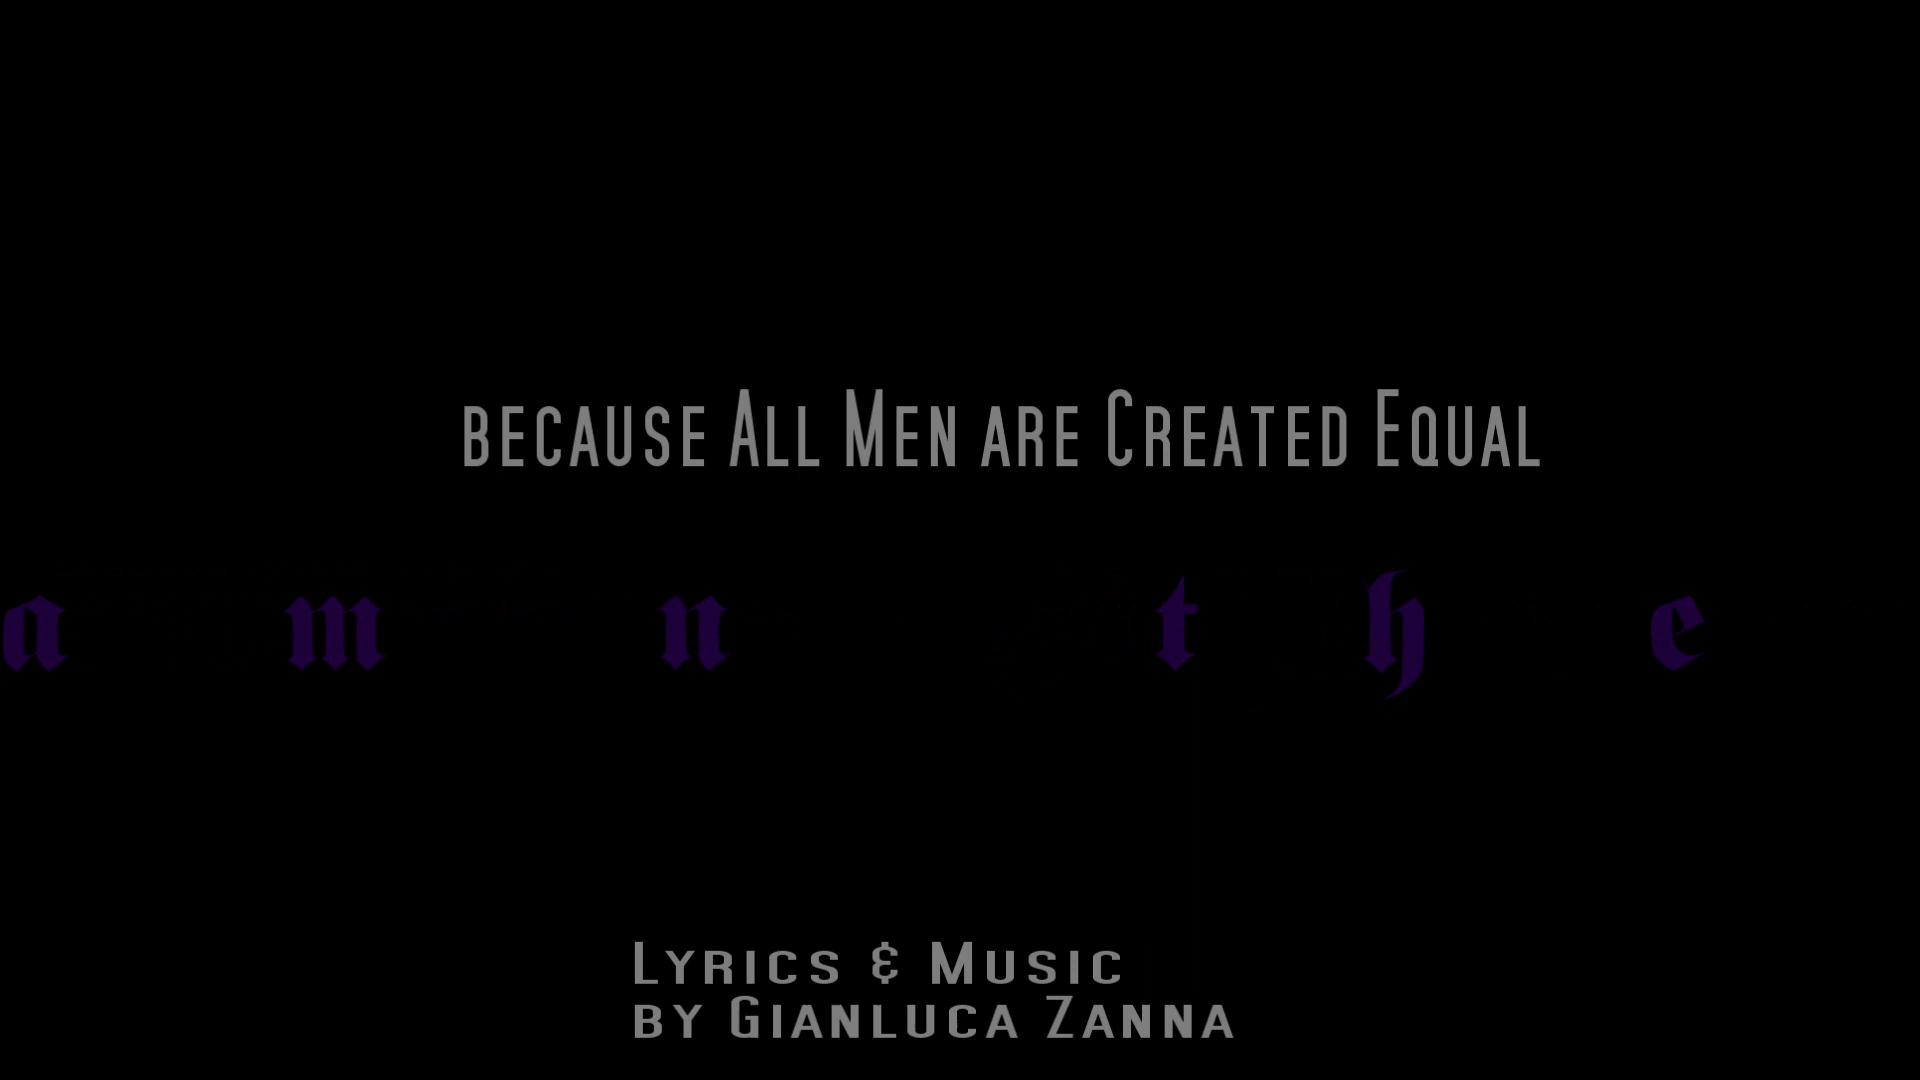 because All Men are Created Equal
a m n t h e
Lyrics & Music
by Gianluca Zanna